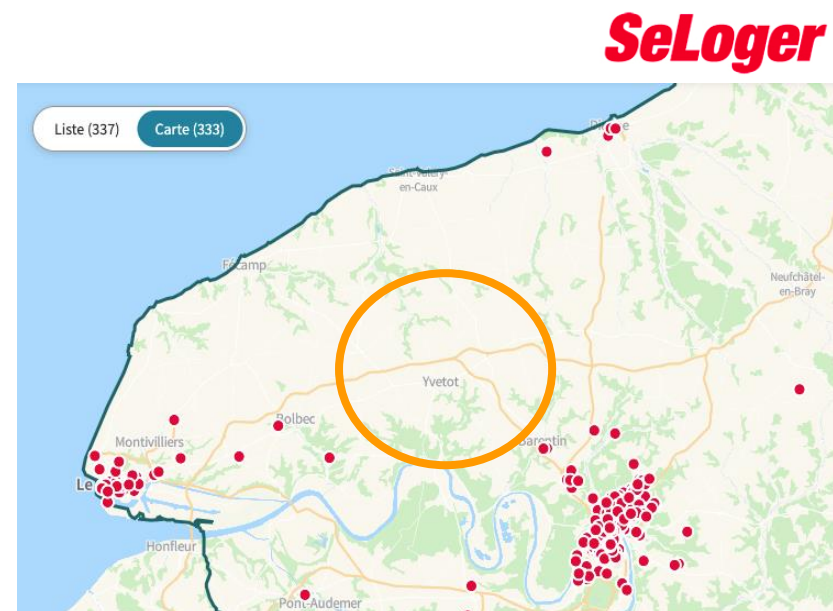 SeLoger
Liste (337)
Carte (333)
Dieppe
Saint-Valery-
en-Caux
Fécamp
Neufchâtel-
en-Bray
Yvetot
Bolbec
Barentin
Montivilliers
Le
Honfleur
Pont-Audemer